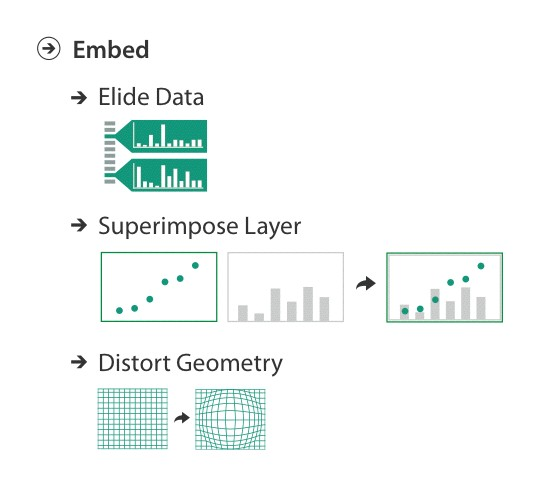 Embed
Elide Data
Superimpose Layer
Distort Geometry